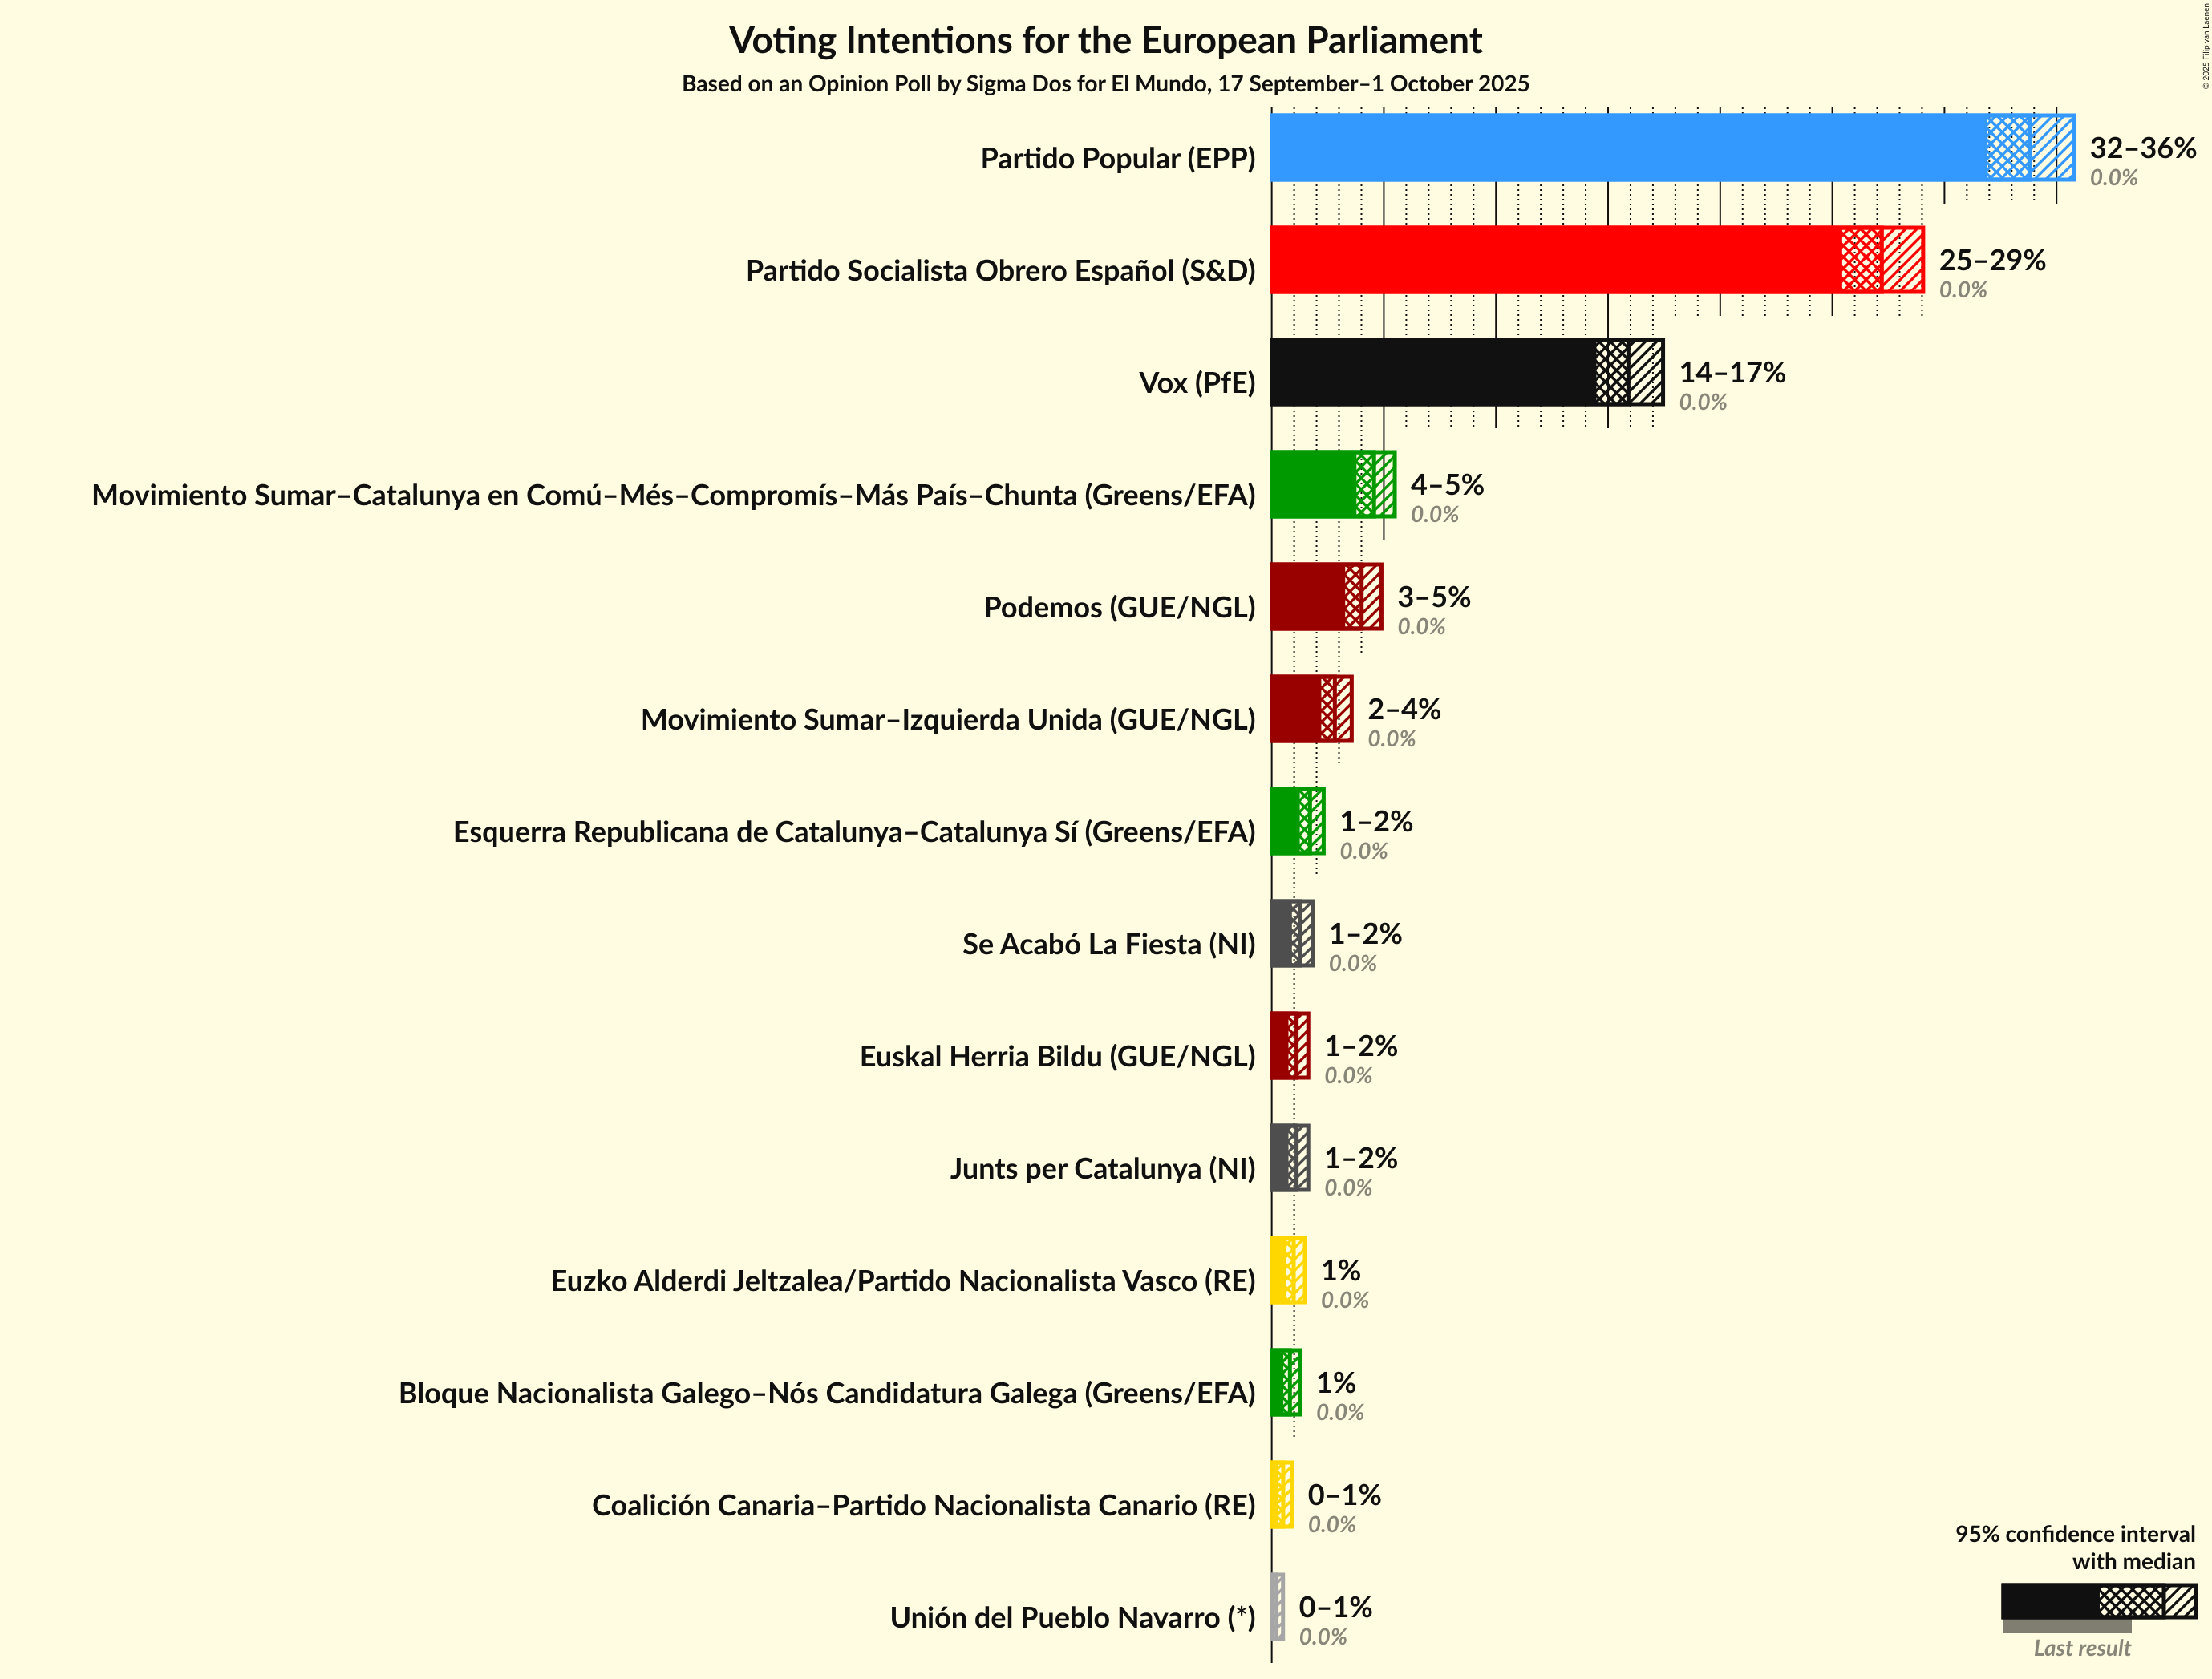 Voting Intentions for the European Parliament
Based on an Opinion Poll by Sigma Dos for El Mundo, 17 September–1 October 2025
© 2025 Filip van Laenen
Partido Popular (EPP)
32–36%
0.0%
Partido Socialista Obrero Español (S&D)
25–29%
0.0%
Vox (PfE)
14–17%
0.0%
Movimiento Sumar–Catalunya en Comú–Més–Compromís–Más País–Chunta (Greens/EFA)
4–5%
0.0%
Podemos (GUE/NGL)
3–5%
0.0%
Movimiento Sumar–Izquierda Unida (GUE/NGL)
2–4%
0.0%
Esquerra Republicana de Catalunya–Catalunya Sí (Greens/EFA)
1–2%
0.0%
Se Acabó La Fiesta (NI)
1–2%
0.0%
Euskal Herria Bildu (GUE/NGL)
1–2%
0.0%
Junts per Catalunya (NI)
1–2%
0.0%
Euzko Alderdi Jeltzalea/Partido Nacionalista Vasco (RE)
1%
0.0%
Bloque Nacionalista Galego–Nós Candidatura Galega (Greens/EFA)
1%
0.0%
Coalición Canaria–Partido Nacionalista Canario (RE)
0–1%
0.0%
Unión del Pueblo Navarro (*)
0–1%
0.0%
95% confidence interval
with median
Last result